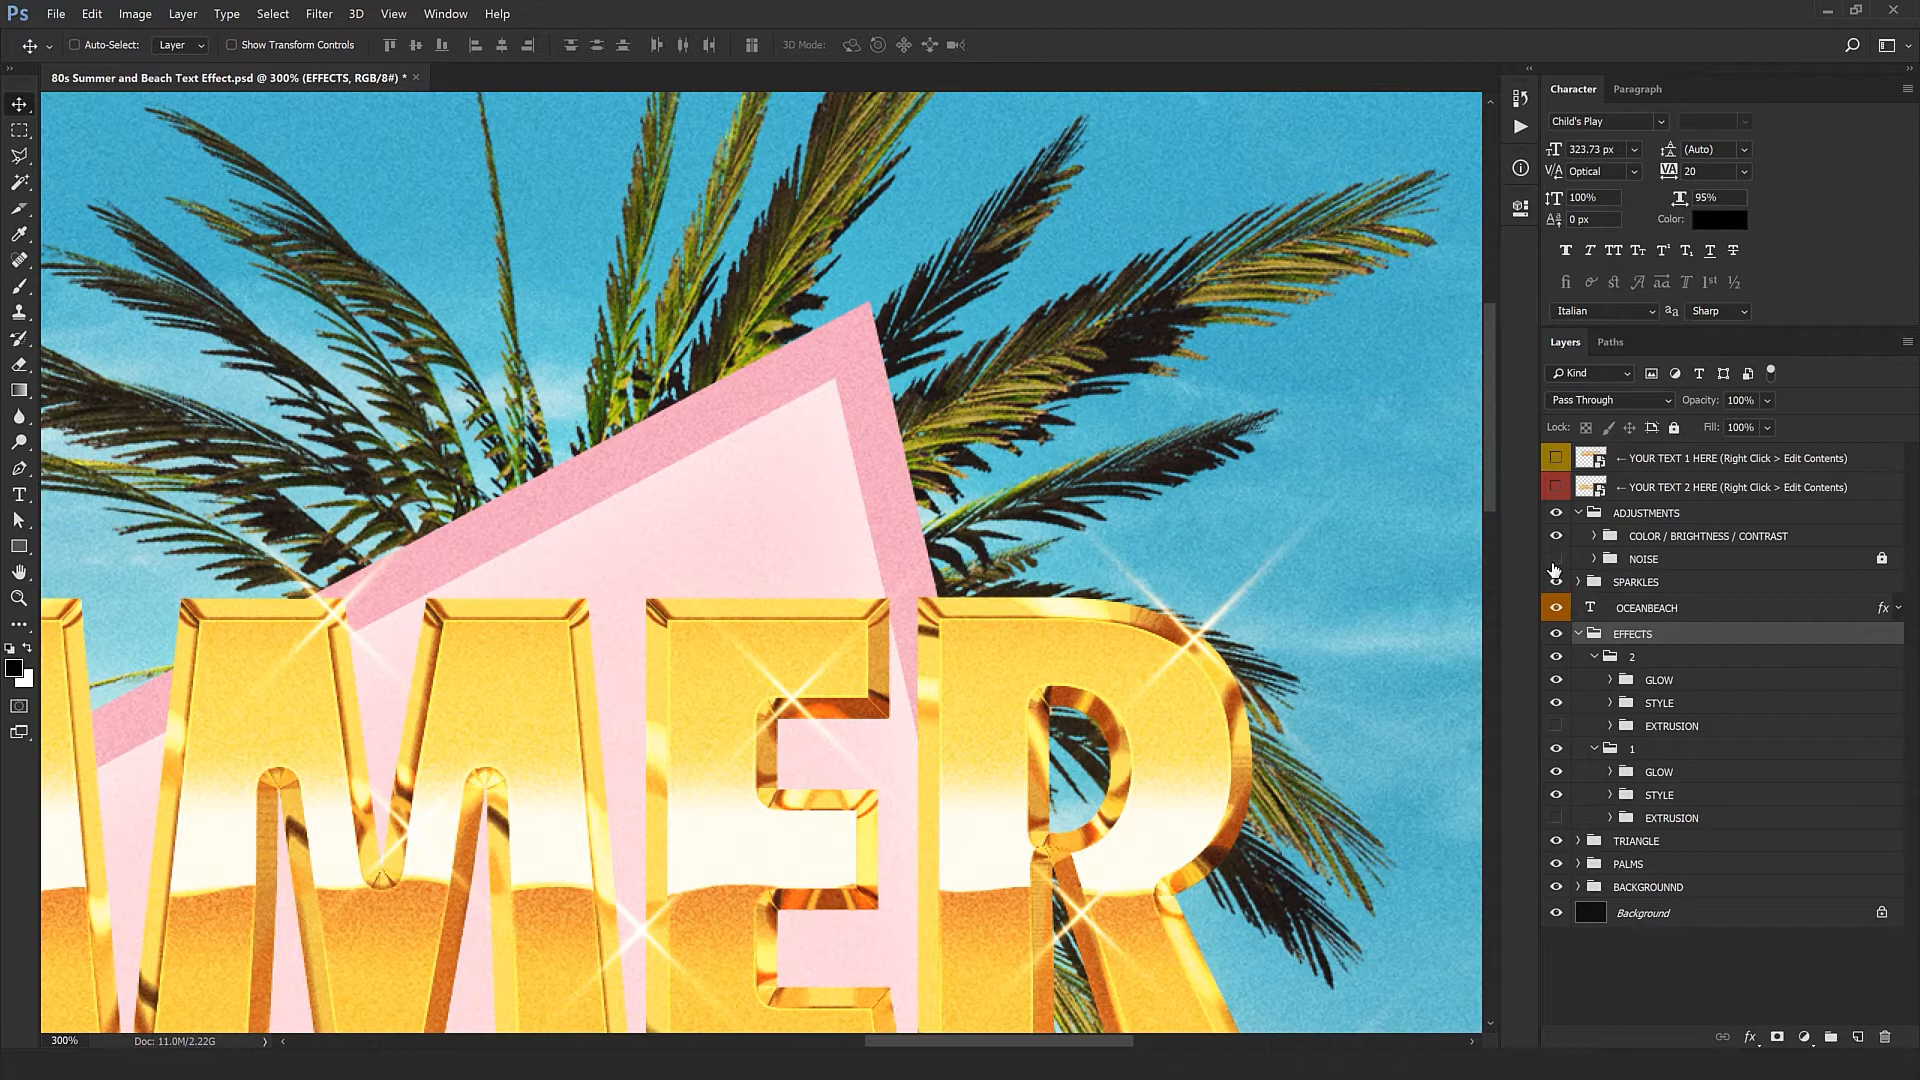 Ps File Edit Image Layer Type Select Filter 3D View Window Help
Auto-Select: Layer Show Transform Controls 3D Mode:
80s Summer and Beach Text Effect.psd @ 300% (EFFECTS, RGB/8#) *
Character Paragraph
Child's Play
323.73 px (Auto)
Optical 20
100% 95%
0 px Color:
Italian Sharp
Layers Paths
Kind
Pass Through Opacity: 100%
Lock: Fill: 100%
← YOUR TEXT 1 HERE (Right Click > Edit Contents)
← YOUR TEXT 2 HERE (Right Click > Edit Contents)
ADJUSTMENTS
COLOR / BRIGHTNESS / CONTRAST
NOISE
SPARKLES
OCEANBEACH fx
EFFECTS
2
GLOW
STYLE
EXTRUSION
1
GLOW
STYLE
EXTRUSION
TRIANGLE
PALMS
BACKGROUNND
Background
MER
300% Doc: 11.0M/2.22G